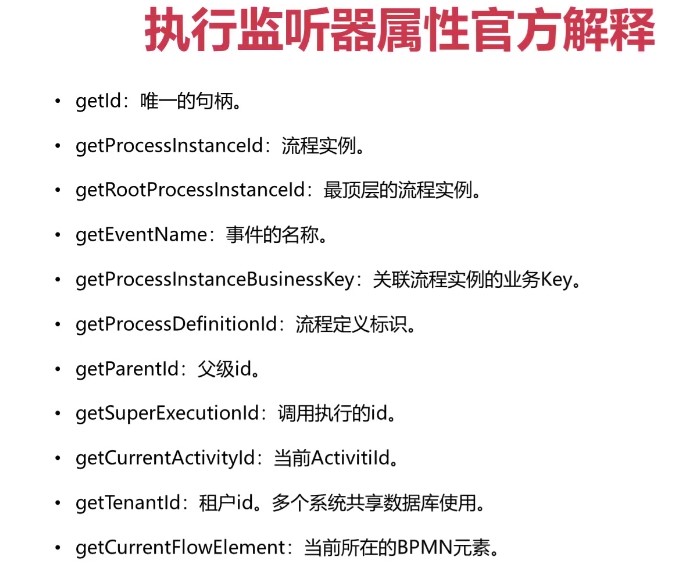 执行监听器属性官方解释
• getId：唯一的句柄。
• getProcessInstanceId：流程实例。
• getRootProcessInstanceId：最顶层的流程实例。
• getEventName：事件的名称。
• getProcessInstanceBusinessKey：关联流程实例的业务Key。
• getProcessDefinitionId：流程定义标识。
• getParentId：父级id。
• getSuperExecutionId：调用执行的id。
• getCurrentActivityId：当前ActivitiId。
• getTenantId：租户id。多个系统共享数据库使用。
• getCurrentFlowElement：当前所在的BPMN元素。